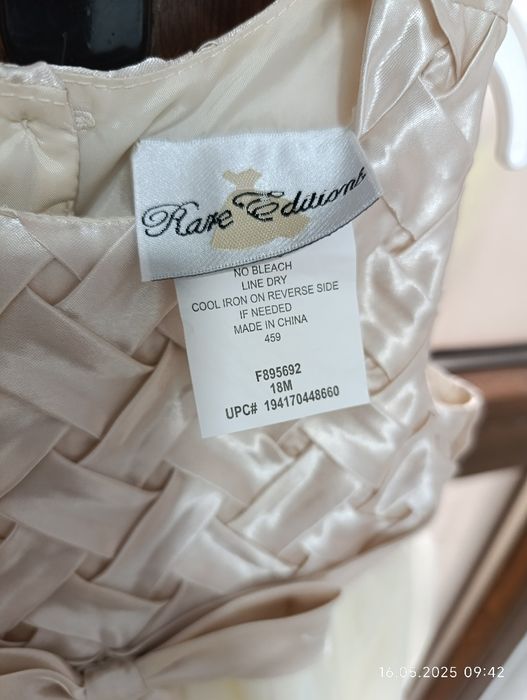 Rare Editions
NO BLEACH
LINE DRY
COOL IRON ON REVERSE SIDE
IF NEEDED
MADE IN CHINA
459
F895692
18M
UPC# 194170448660
16.05.2025 09:42